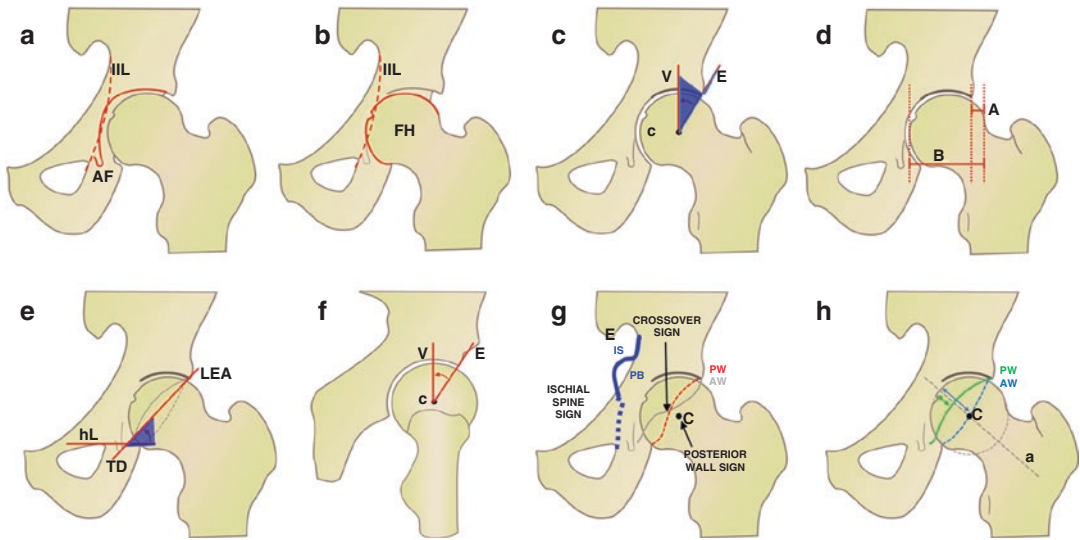 a
IIL
AF
b
IIL
FH
c
V
E
c
d
A
B
e
LEA
hL
TD
f
V
E
c
g
E
CROSSOVER
SIGN
IS
PB
PW
AW
ISCHIAL
SPINE
SIGN
C
POSTERIOR
WALL SIGN
h
PW
AW
C
a